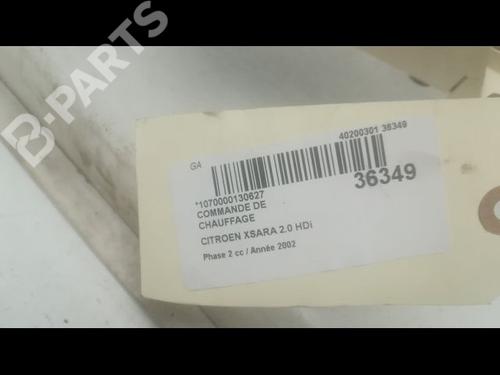 B-PARTS
GA
40200301 36349
*1070000130627
36349
COMMANDE DE
CHAUFFAGE
CITROEN XSARA 2.0 HDi
Phase 2 cc / Année 2002